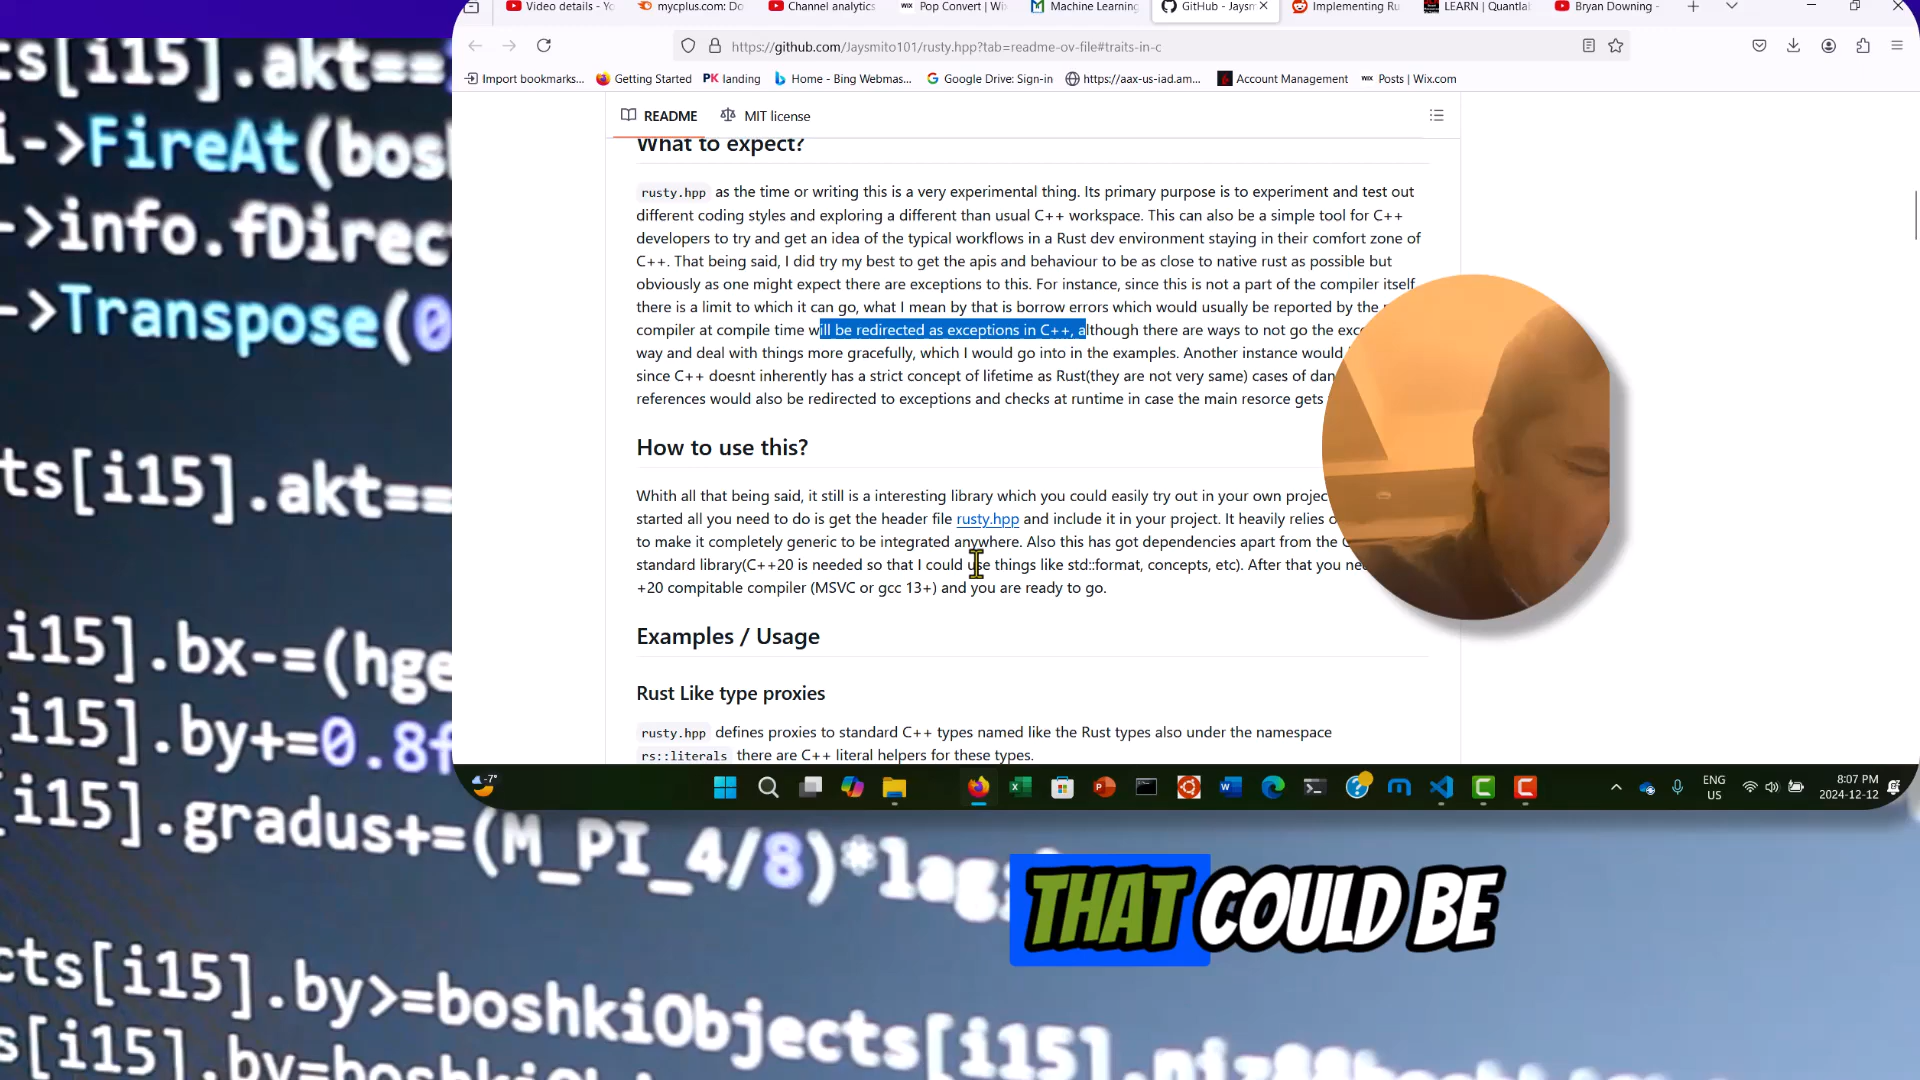 Video details - Yo
mycplus.com: Do
Channel analytics
WIX Pop Convert | Wi
Machine Learning
GitHub - Jaysm
Implementing Ru
LEARN | Quantlab
Bryan Downing -
https://github.com/Jaysmito101/rusty.hpp?tab=readme-ov-file#traits-in-c
Import bookmarks...
Getting Started
PK landing
Home - Bing Webmas...
Google Drive: Sign-in
https://aax-us-iad.am...
Account Management
WIX Posts | Wix.com
README
MIT license
What to expect?
rusty.hpp as the time or writing this is a very experimental thing. Its primary purpose is to experiment and test out
different coding styles and exploring a different than usual C++ workspace. This can also be a simple tool for C++
developers to try and get an idea of the typical workflows in a Rust dev environment staying in their comfort zone of
C++. That being said, I did try my best to get the apis and behaviour to be as close to native rust as possible but
obviously as one might expect there are exceptions to this. For instance, since this is not a part of the compiler itself
there is a limit to which it can go, what I mean by that is borrow errors which would usually be reported by the
compiler at compile time will be redirected as exceptions in C++, although there are ways to not go the exc
way and deal with things more gracefully, which I would go into in the examples. Another instance would
since C++ doesnt inherently has a strict concept of lifetime as Rust(they are not very same) cases of dan
references would also be redirected to exceptions and checks at runtime in case the main resorce gets
How to use this?
Whith all that being said, it still is a interesting library which you could easily try out in your own projec
started all you need to do is get the header file rusty.hpp and include it in your project. It heavily relies o
to make it completely generic to be integrated anywhere. Also this has got dependencies apart from the C
standard library(C++20 is needed so that I could use things like std::format, concepts, etc). After that you nee
+20 compitable compiler (MSVC or gcc 13+) and you are ready to go.
Examples / Usage
Rust Like type proxies
rusty.hpp defines proxies to standard C++ types named like the Rust types also under the namespace
rs::literals there are C++ literal helpers for these types.
-7°
ENG
US
8:07 PM
2024-12-12
ts[i15].akt==
i->FireAt(bosh
->info.fDirec
->Transpose(0
ts[i15].akt==
i15].bx-=(hge
[i15].by+=0.8f
[i15].gradus+=(M_PI_4/8)*lag
cts[i15].by>=boshkiObjects[i15].
s[i15].by=boshkiObjects
THAT COULD BE